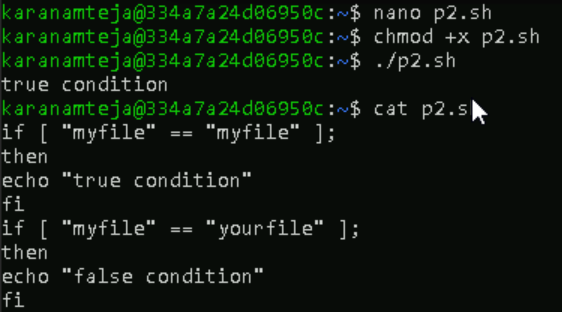 karanamteja@334a7a24d06950c:~$ nano p2.sh
karanamteja@334a7a24d06950c:~$ chmod +x p2.sh
karanamteja@334a7a24d06950c:~$ ./p2.sh
true condition
karanamteja@334a7a24d06950c:~$ cat p2.sh
if [ "myfile" == "myfile" ];
then
echo "true condition"
fi
if [ "myfile" == "yourfile" ];
then
echo "false condition"
fi